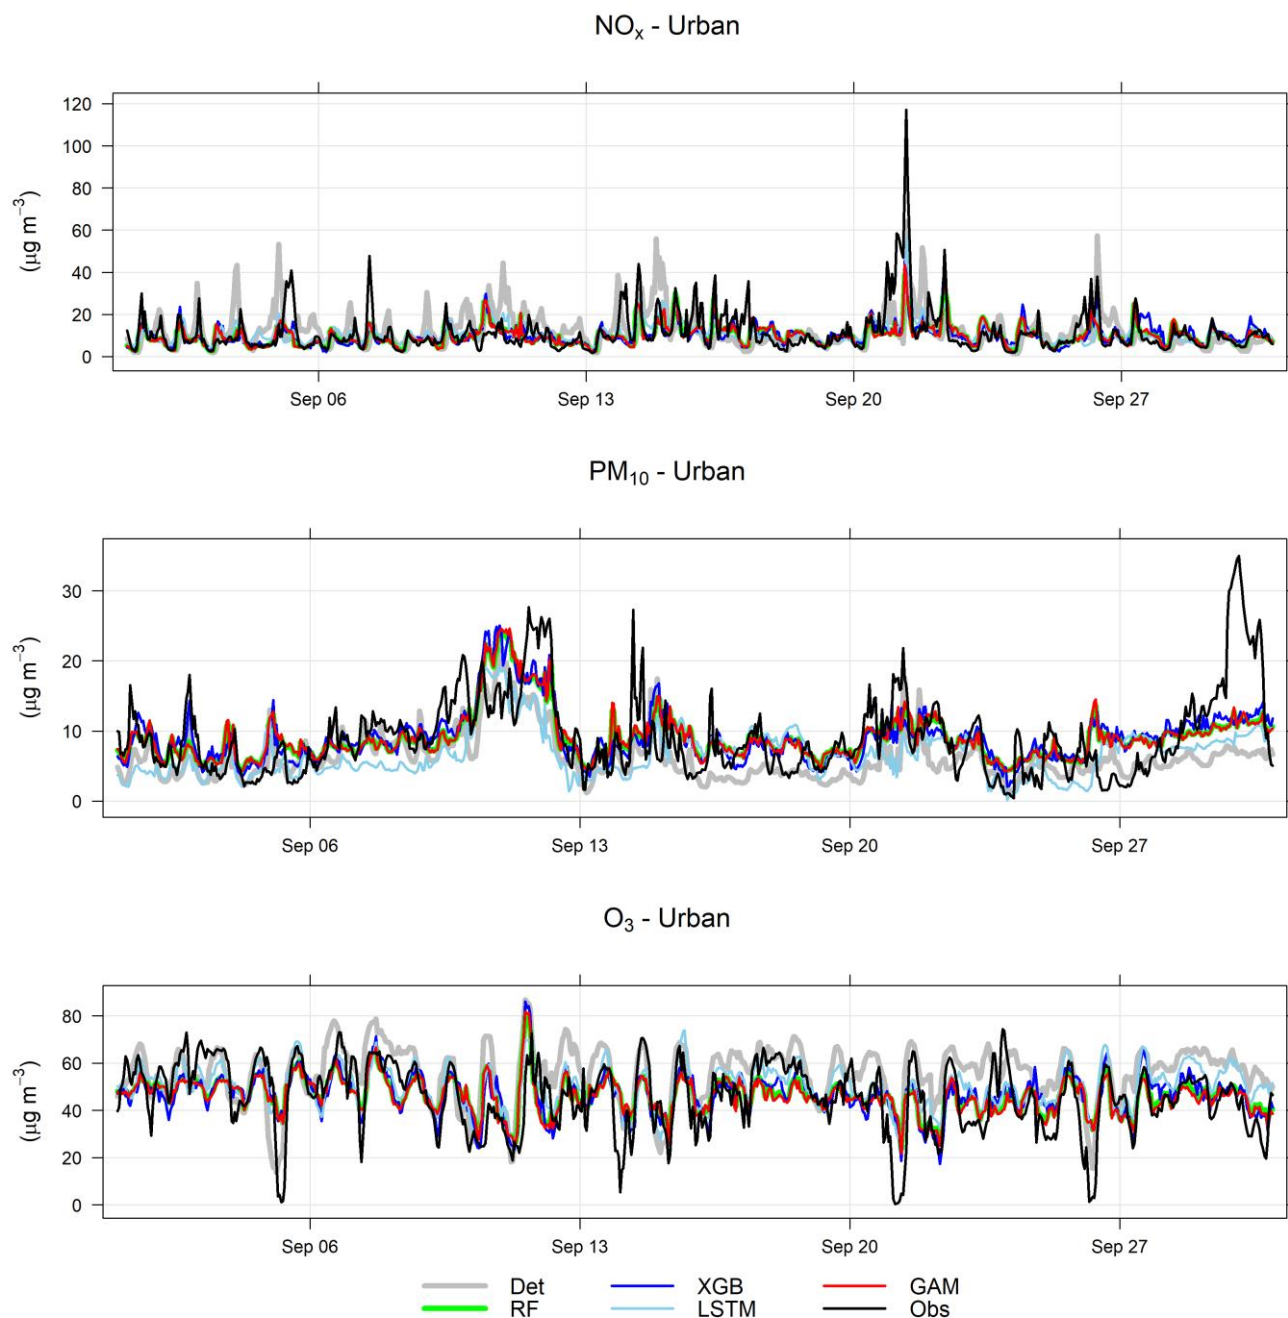 NOₓ - Urban
120
100
80
60
40
20
0
(µg m⁻³)
Sep 06 Sep 13 Sep 20 Sep 27
PM₁₀ - Urban
30
20
10
0
(µg m⁻³)
Sep 06 Sep 13 Sep 20 Sep 27
O₃ - Urban
80
60
40
20
0
(µg m⁻³)
Sep 06 Sep 13 Sep 20 Sep 27
Det XGB GAM
RF LSTM Obs